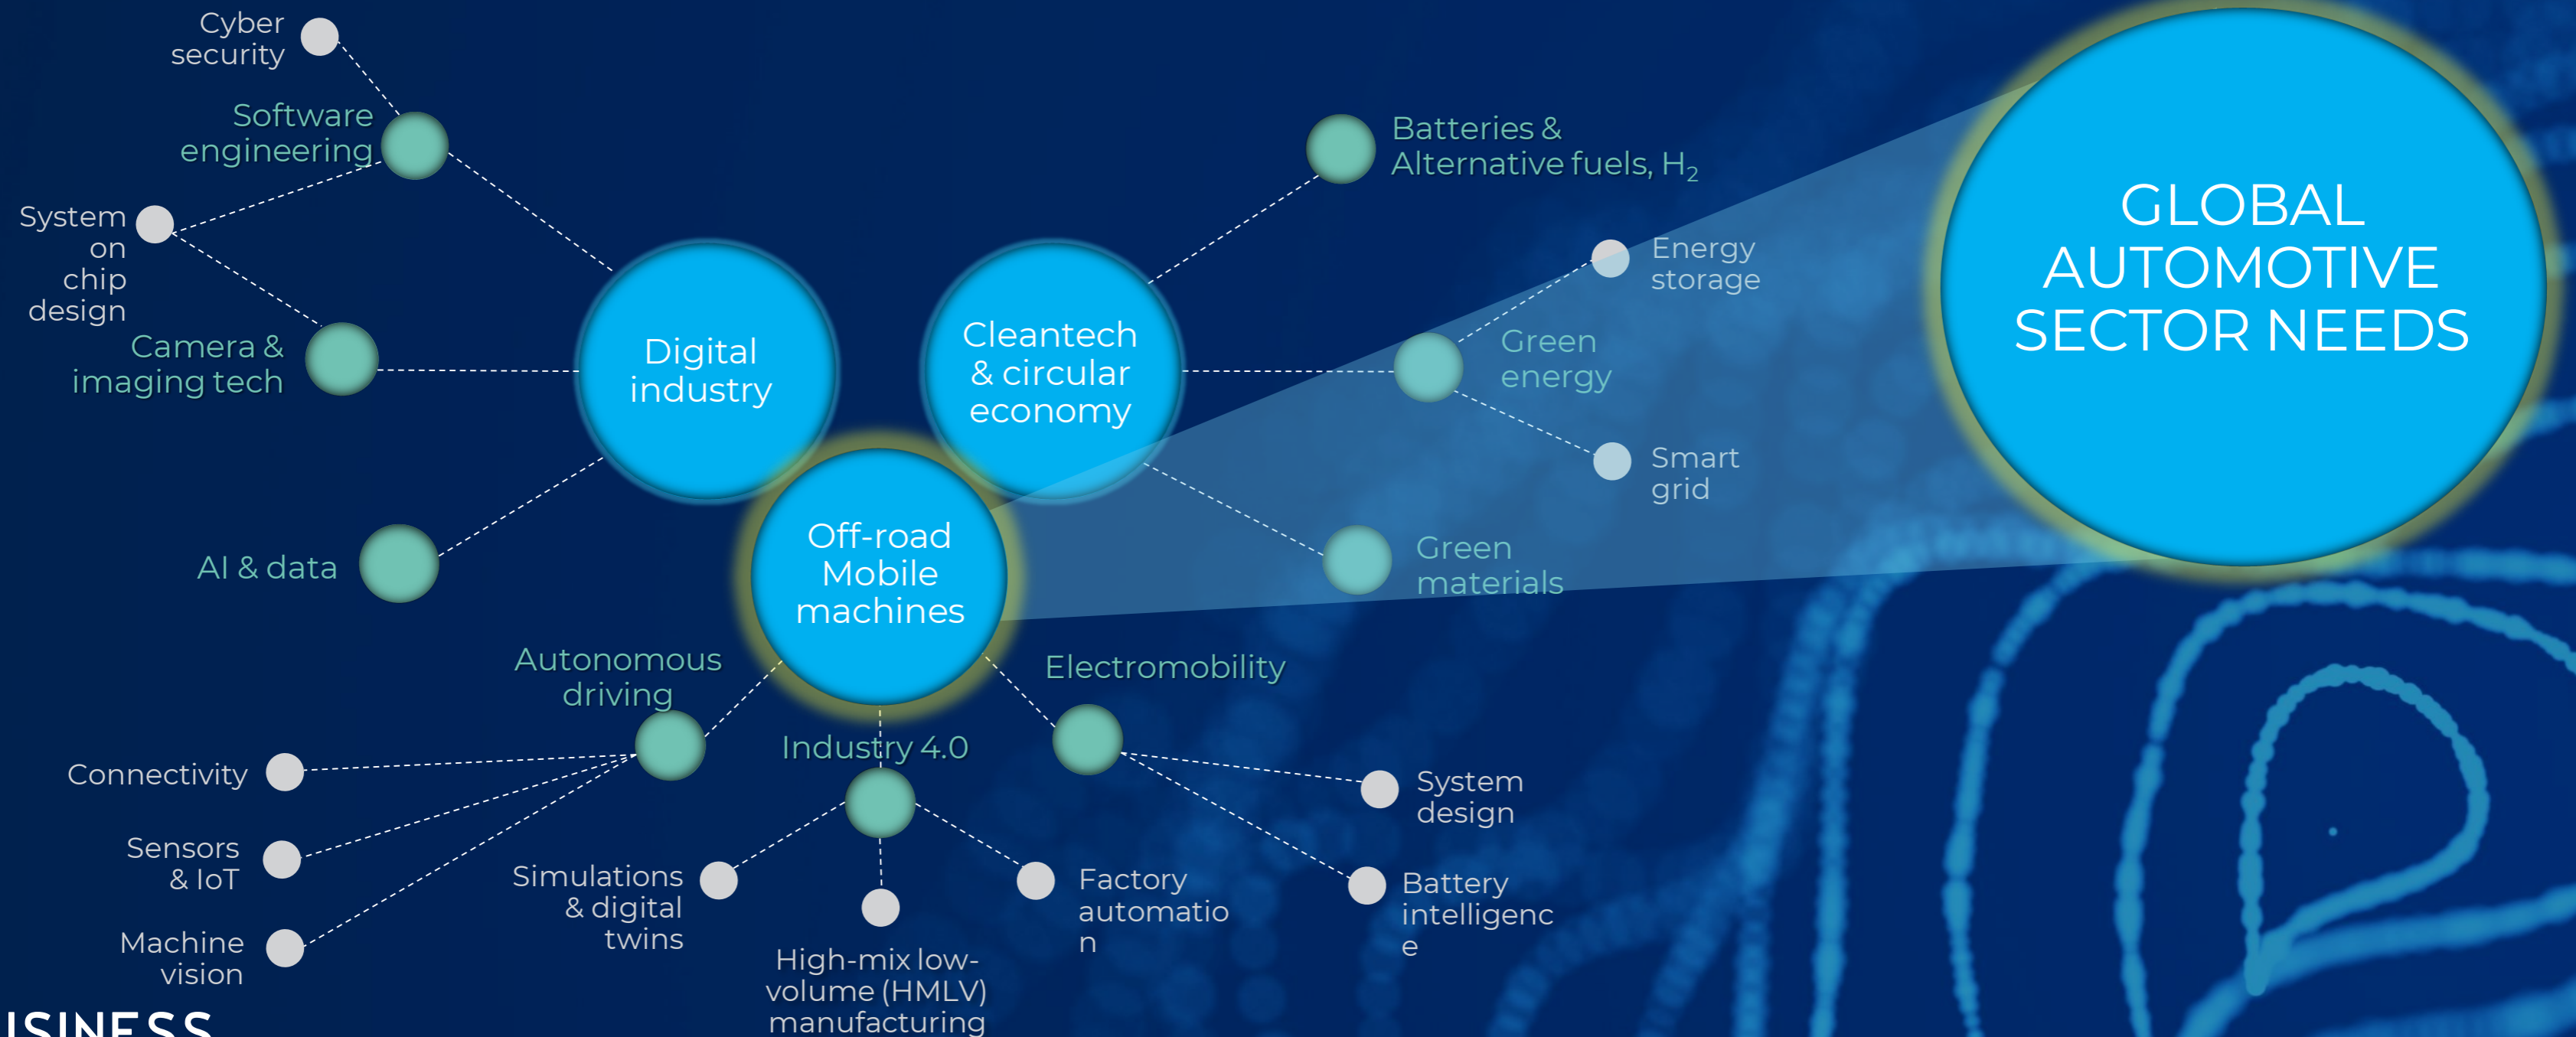 Cyber
security
Software
engineering
System
on
chip
design
Camera &
imaging tech
AI & data
Digital
industry
Cleantech
& circular
economy
Off-road
Mobile
machines
Batteries &
Alternative fuels, H₂
Energy
storage
Green
energy
Smart
grid
Green
materials
GLOBAL
AUTOMOTIVE
SECTOR NEEDS
Autonomous
driving
Connectivity
Sensors
& IoT
Machine
vision
Industry 4.0
Simulations
& digital
twins
High-mix low-
volume (HMLV)
manufacturing
Factory
automatio
n
Electromobility
System
design
Battery
intelligenc
e